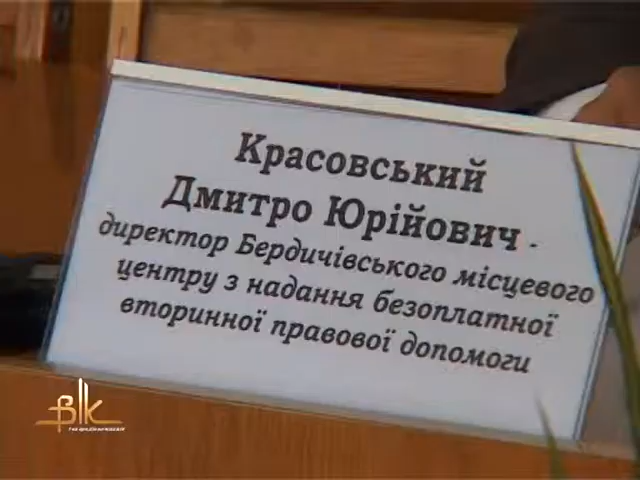 Красовський
Дмитро Юрійович -
директор Бердичівського місцевого
центру з надання безоплатної
вторинної правової допомоги